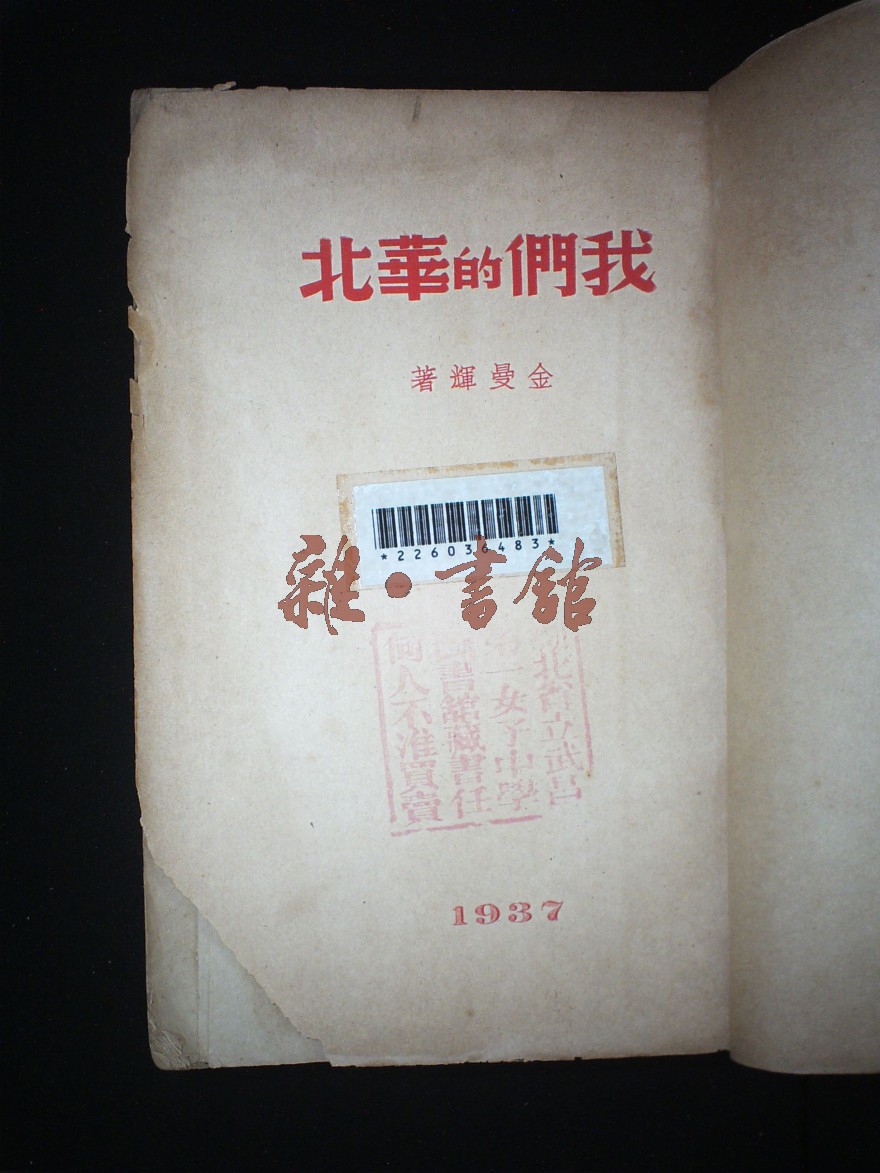 我們的華北
金曼輝著
*226036483*
雜·書館
北省立武昌
第一女子中學
圖書館藏書任
何人不准買賣
1937